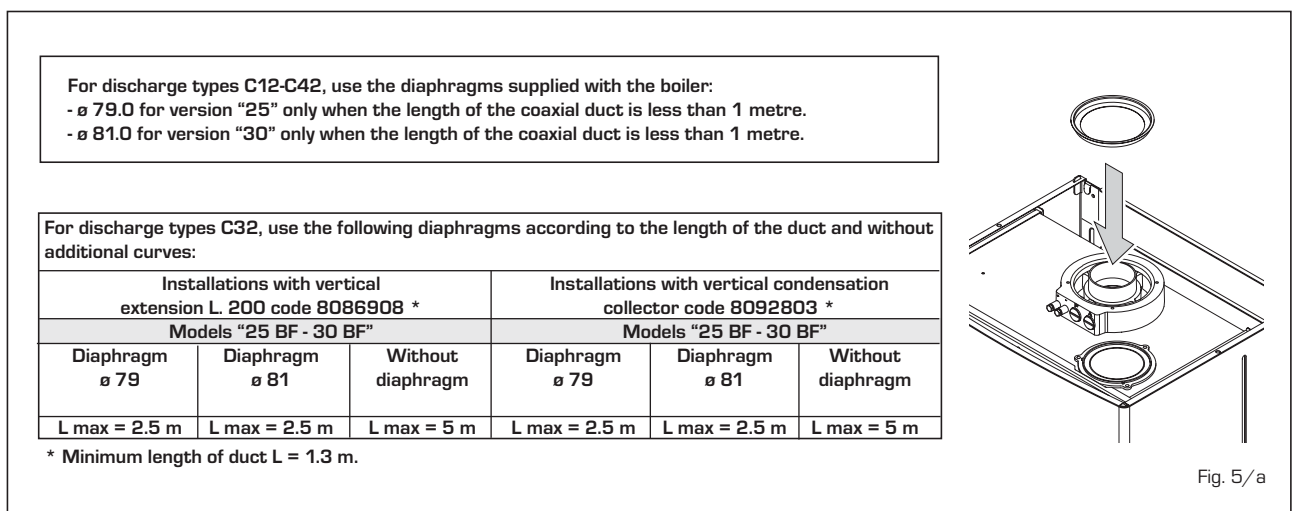 For discharge types C12-C42, use the diaphragms supplied with the boiler:
- ø 79.0 for version “25” only when the length of the coaxial duct is less than 1 metre.
- ø 81.0 for version “30” only when the length of the coaxial duct is less than 1 metre.
For discharge types C32, use the following diaphragms according to the length of the duct and without
additional curves:
Installations with vertical
extension L. 200 code 8086908 *
Installations with vertical condensation
collector code 8092803 *
Models “25 BF - 30 BF”
Models “25 BF - 30 BF”
Diaphragm
ø 79
Diaphragm
ø 81
Without
diaphragm
Diaphragm
ø 79
Diaphragm
ø 81
Without
diaphragm
L max = 2.5 m
L max = 2.5 m
L max = 5 m
L max = 2.5 m
L max = 2.5 m
L max = 5 m
* Minimum length of duct L = 1.3 m.
Fig. 5/a